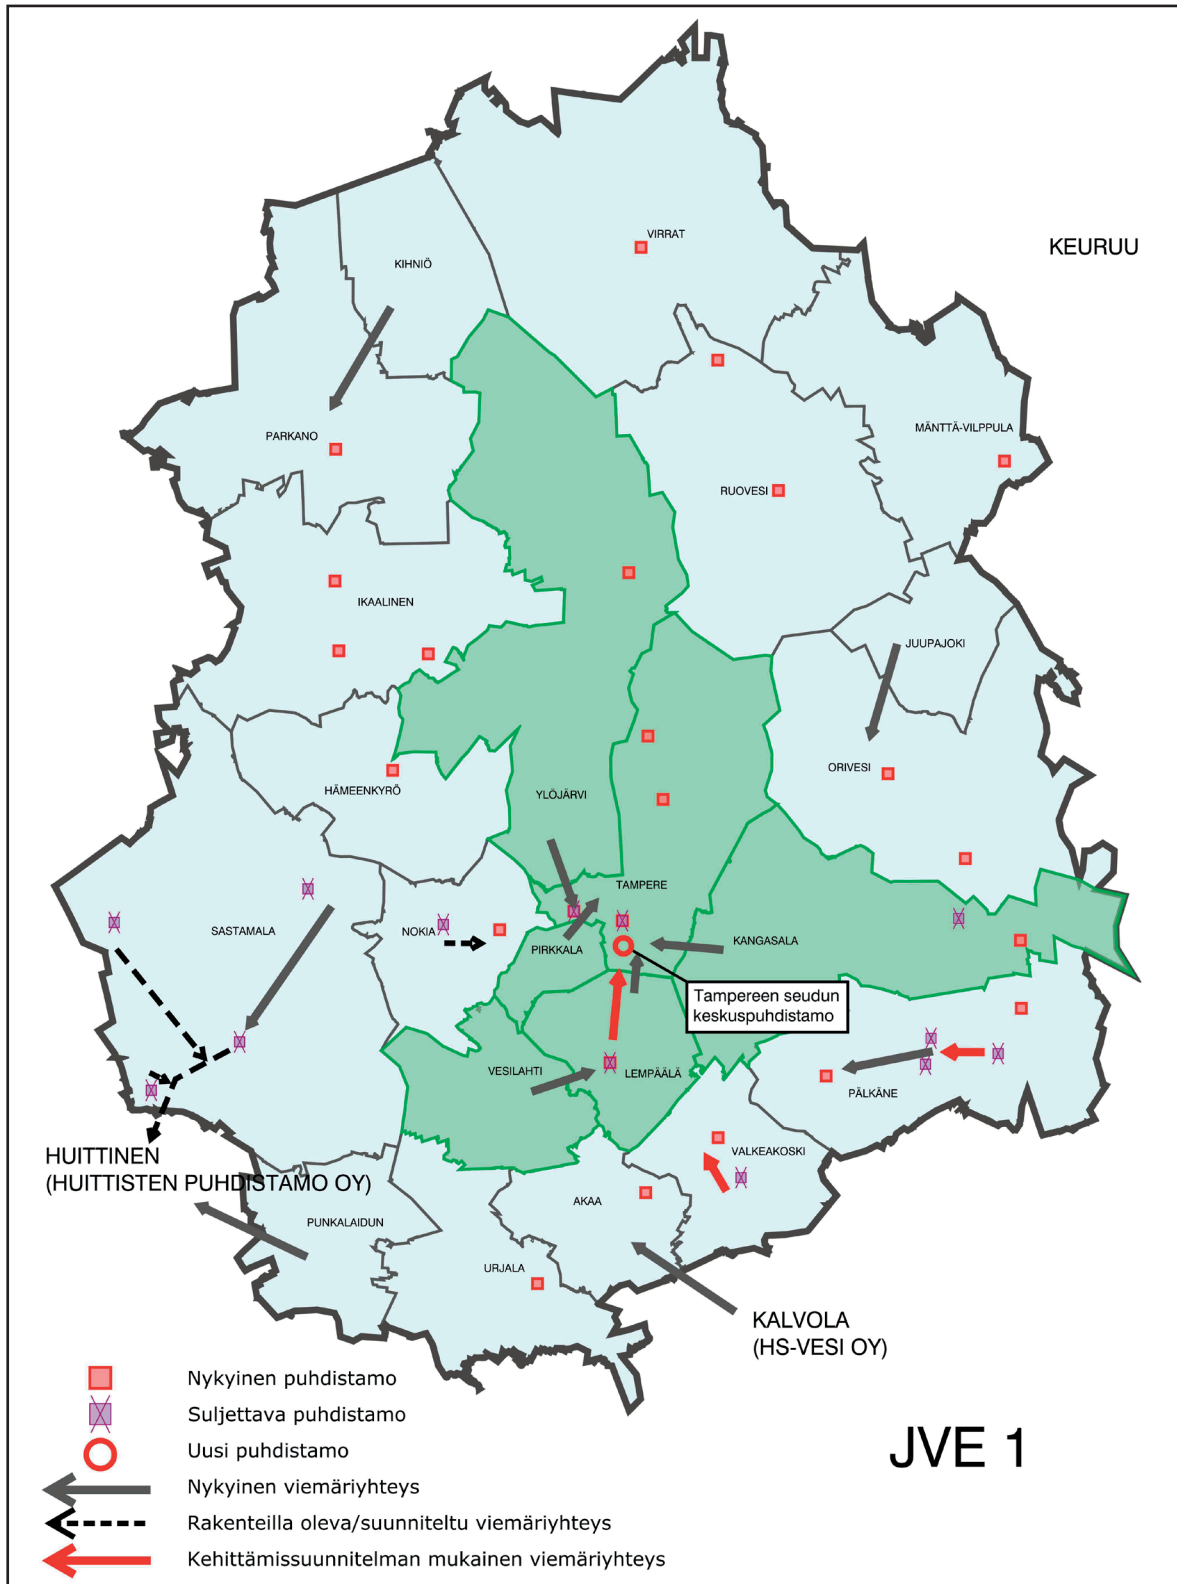 VIRRAT
KEURUU
KIHNIÖ
PARKANO
MÄNTTÄ-VILPPULA
RUOVESI
IKAALINEN
JUUPAJOKI
ORIVESI
HÄMEENKYRÖ
YLÖJÄRVI
TAMPERE
SASTAMALA
NOKIA
PIRKKALA
KANGASALA
Tampereen seudun
keskuspuhdistamo
VESILAHTI
LEMPÄÄLÄ
PÄLKÄNE
HUITTINEN
(HUITTISTEN PUHDISTAMO OY)
VALKEAKOSKI
AKAA
PUNKALAIDUN
URJALA
KALVOLA
(HS-VESI OY)
Nykyinen puhdistamo
Suljettava puhdistamo
Uusi puhdistamo
Nykyinen viemäriyhteys
Rakenteilla oleva/suunniteltu viemäriyhteys
Kehittämissuunnitelman mukainen viemäriyhteys
JVE 1